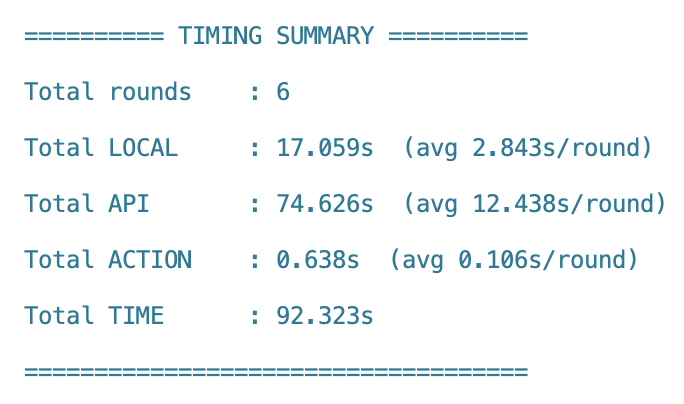 ========== TIMING SUMMARY ==========
Total rounds    : 6
Total LOCAL     : 17.059s  (avg 2.843s/round)
Total API       : 74.626s  (avg 12.438s/round)
Total ACTION    : 0.638s  (avg 0.106s/round)
Total TIME      : 92.323s
====================================